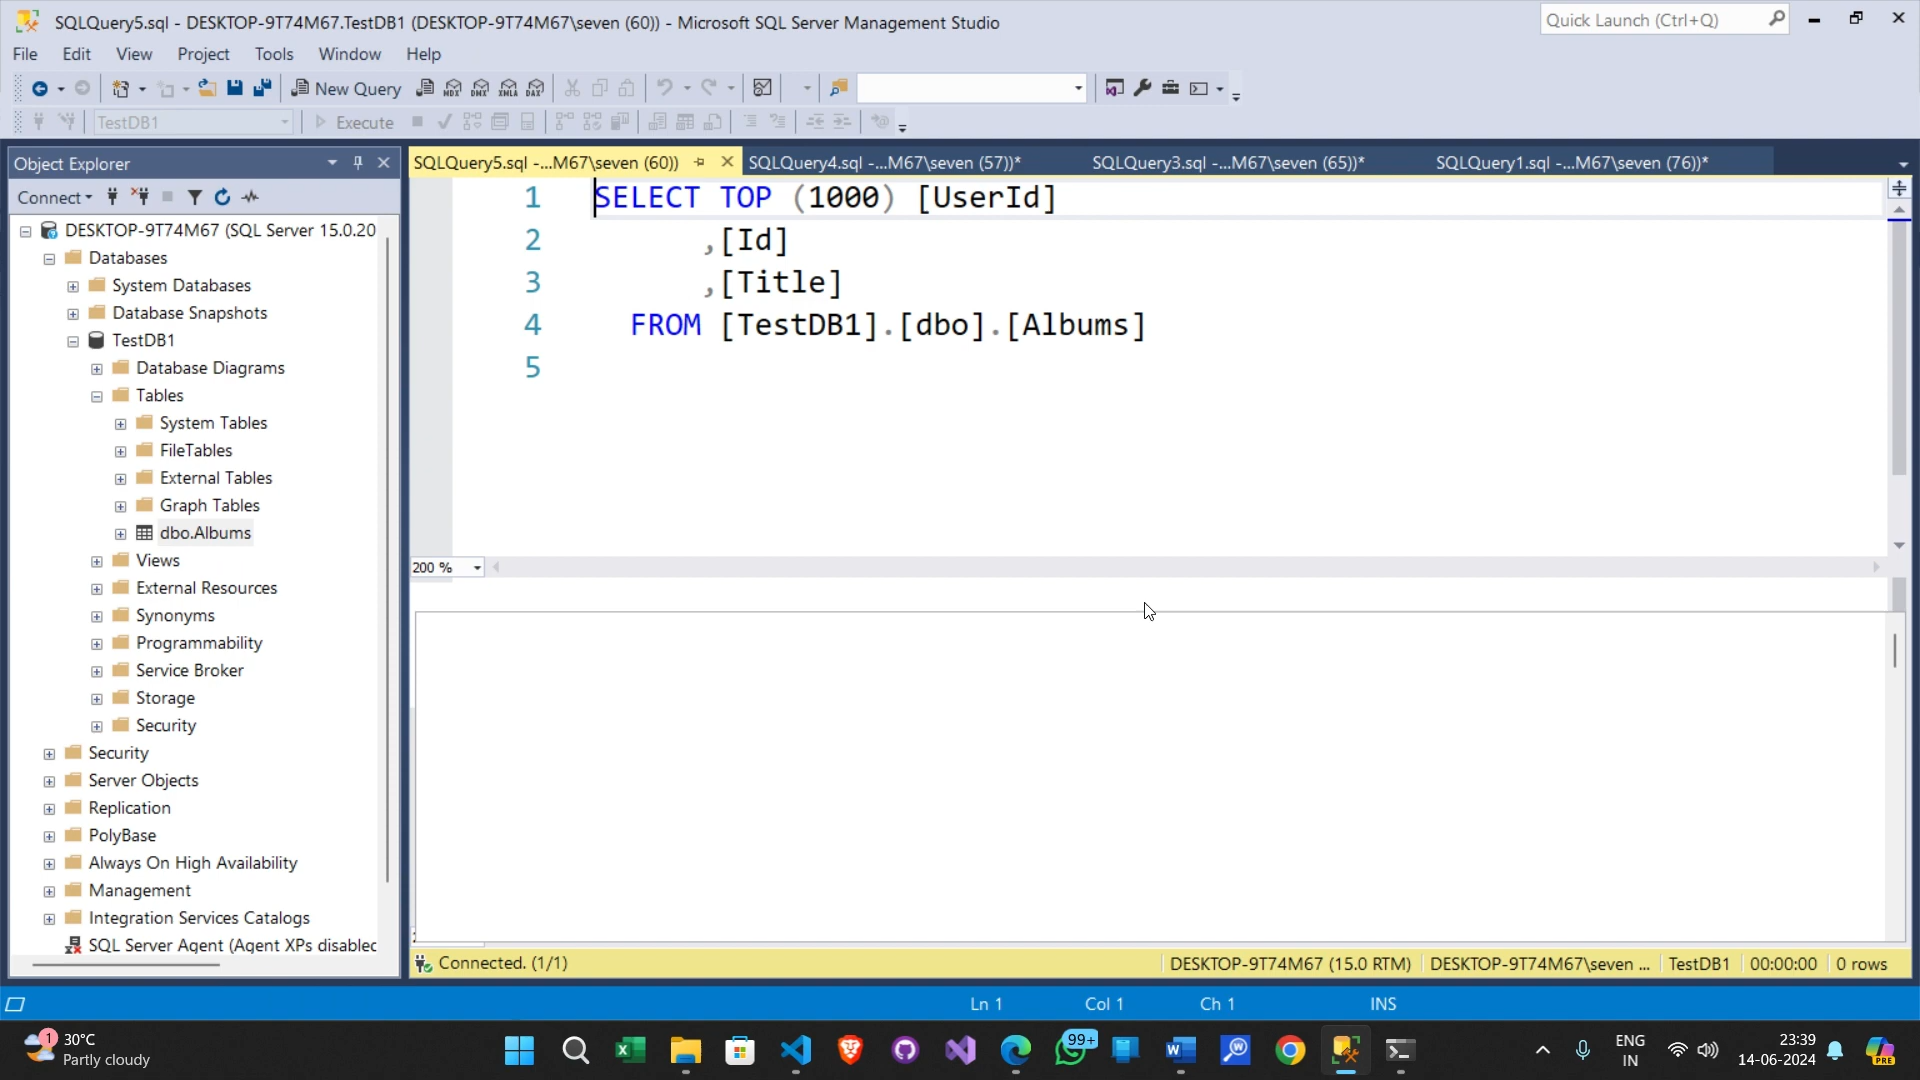 SQLQuery5.sql - DESKTOP-9T74M67.TestDB1 (DESKTOP-9T74M67\seven (60)) - Microsoft SQL Server Management Studio
Quick Launch (Ctrl+Q)
File Edit View Project Tools Window Help
New Query MDX DMX XMLA DAX
TestDB1 Execute
Object Explorer
SQLQuery5.sql -...M67\seven (60)) SQLQuery4.sql -...M67\seven (57))* SQLQuery3.sql -...M67\seven (65))* SQLQuery1.sql -...M67\seven (76))*
Connect
DESKTOP-9T74M67 (SQL Server 15.0.20
Databases
System Databases
Database Snapshots
TestDB1
Database Diagrams
Tables
System Tables
FileTables
External Tables
Graph Tables
dbo.Albums
Views
External Resources
Synonyms
Programmability
Service Broker
Storage
Security
Security
Server Objects
Replication
PolyBase
Always On High Availability
Management
Integration Services Catalogs
SQL Server Agent (Agent XPs disablec
1 SELECT TOP (1000) [UserId]
2 ,[Id]
3 ,[Title]
4 FROM [TestDB1].[dbo].[Albums]
5
200 %
Connected. (1/1) DESKTOP-9T74M67 (15.0 RTM) DESKTOP-9T74M67\seven ... TestDB1 00:00:00 0 rows
Ln 1 Col 1 Ch 1 INS
1 30°C
Partly cloudy
99+
ENG
IN
23:39
14-06-2024
PRE